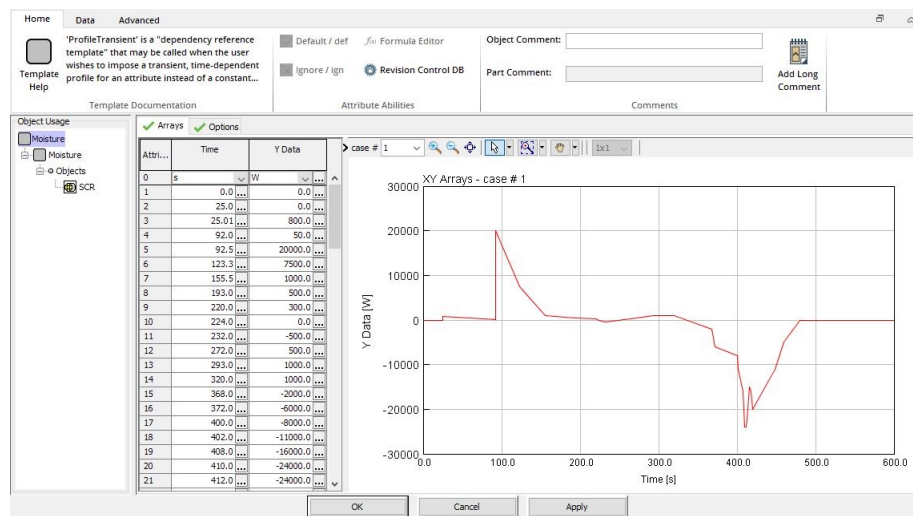 Home Data Advanced
'ProfileTransient' is a "dependency reference
template" that may be called when the user
wishes to impose a transient, time-dependent
profile for an attribute instead of a constant...
Template
Help
Template Documentation
Default / def
Formula Editor
Ignore / ign
Revision Control DB
Attribute Abilities
Object Comment:
Part Comment:
Add Long
Comment
Comments
Object Usage
Moisture
Moisture
Objects
SCR
Arrays Options
Attri... Time Y Data
0 s W ...
1 0.0 ... 0.0 ...
2 25.0 ... 0.0 ...
3 25.01 ... 800.0 ...
4 92.0 ... 50.0 ...
5 92.5 ... 20000.0 ...
6 123.3 ... 7500.0 ...
7 155.5 ... 1000.0 ...
8 193.0 ... 500.0 ...
9 220.0 ... 300.0 ...
10 224.0 ... 0.0 ...
11 232.0 ... -500.0 ...
12 272.0 ... 500.0 ...
13 293.0 ... 1000.0 ...
14 320.0 ... 1000.0 ...
15 368.0 ... -2000.0 ...
16 372.0 ... -6000.0 ...
17 400.0 ... -8000.0 ...
18 402.0 ... -11000.0 ...
19 408.0 ... -16000.0 ...
20 410.0 ... -24000.0 ...
21 412.0 ... -24000.0 ...
case # 1
1x1
XY Arrays - case # 1
30000
20000
10000
0
-10000
-20000
-30000
Y Data [W]
0.0 100.0 200.0 300.0 400.0 500.0 600.0
Time [s]
OK Cancel Apply